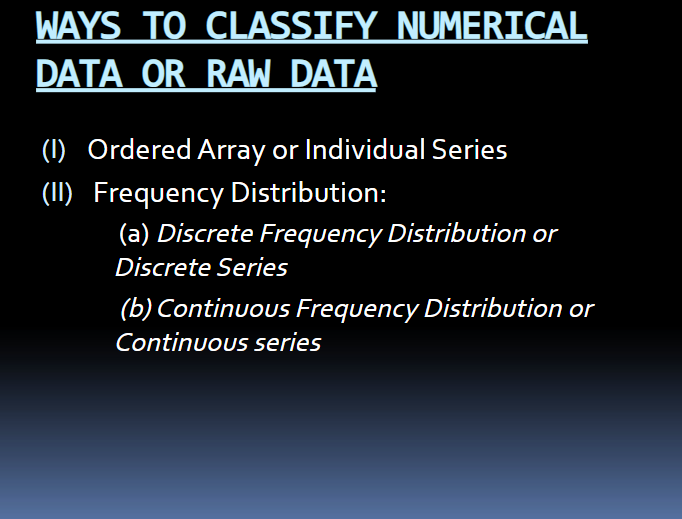 WAYS TO CLASSIFY NUMERICAL
DATA OR RAW DATA
(I) Ordered Array or Individual Series
(II) Frequency Distribution:
(a) Discrete Frequency Distribution or
Discrete Series
(b) Continuous Frequency Distribution or
Continuous series